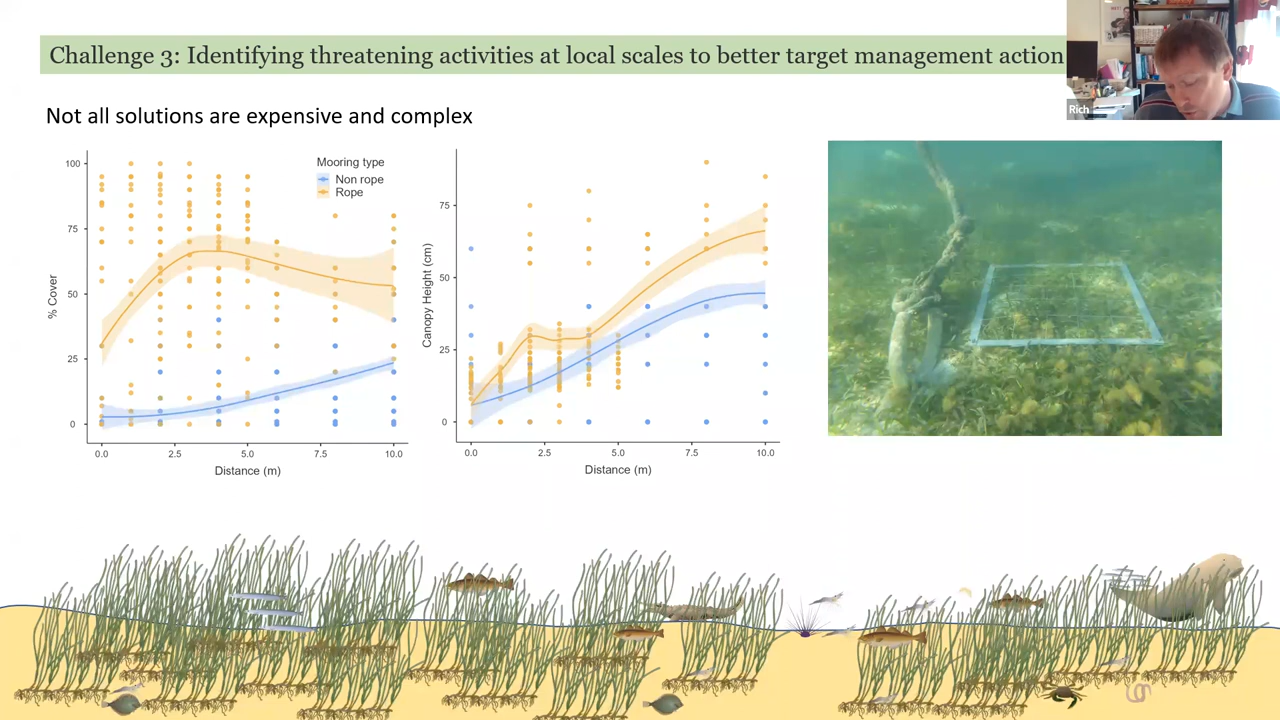 Challenge 3: Identifying threatening activities at local scales to better target management action
Rich
Not all solutions are expensive and complex
Mooring type
Non rope
Rope
% Cover
100
75
50
25
0
0.0 2.5 5.0 7.5 10.0
Distance (m)
Canopy Height (cm)
75
50
25
0
0.0 2.5 5.0 7.5 10.0
Distance (m)